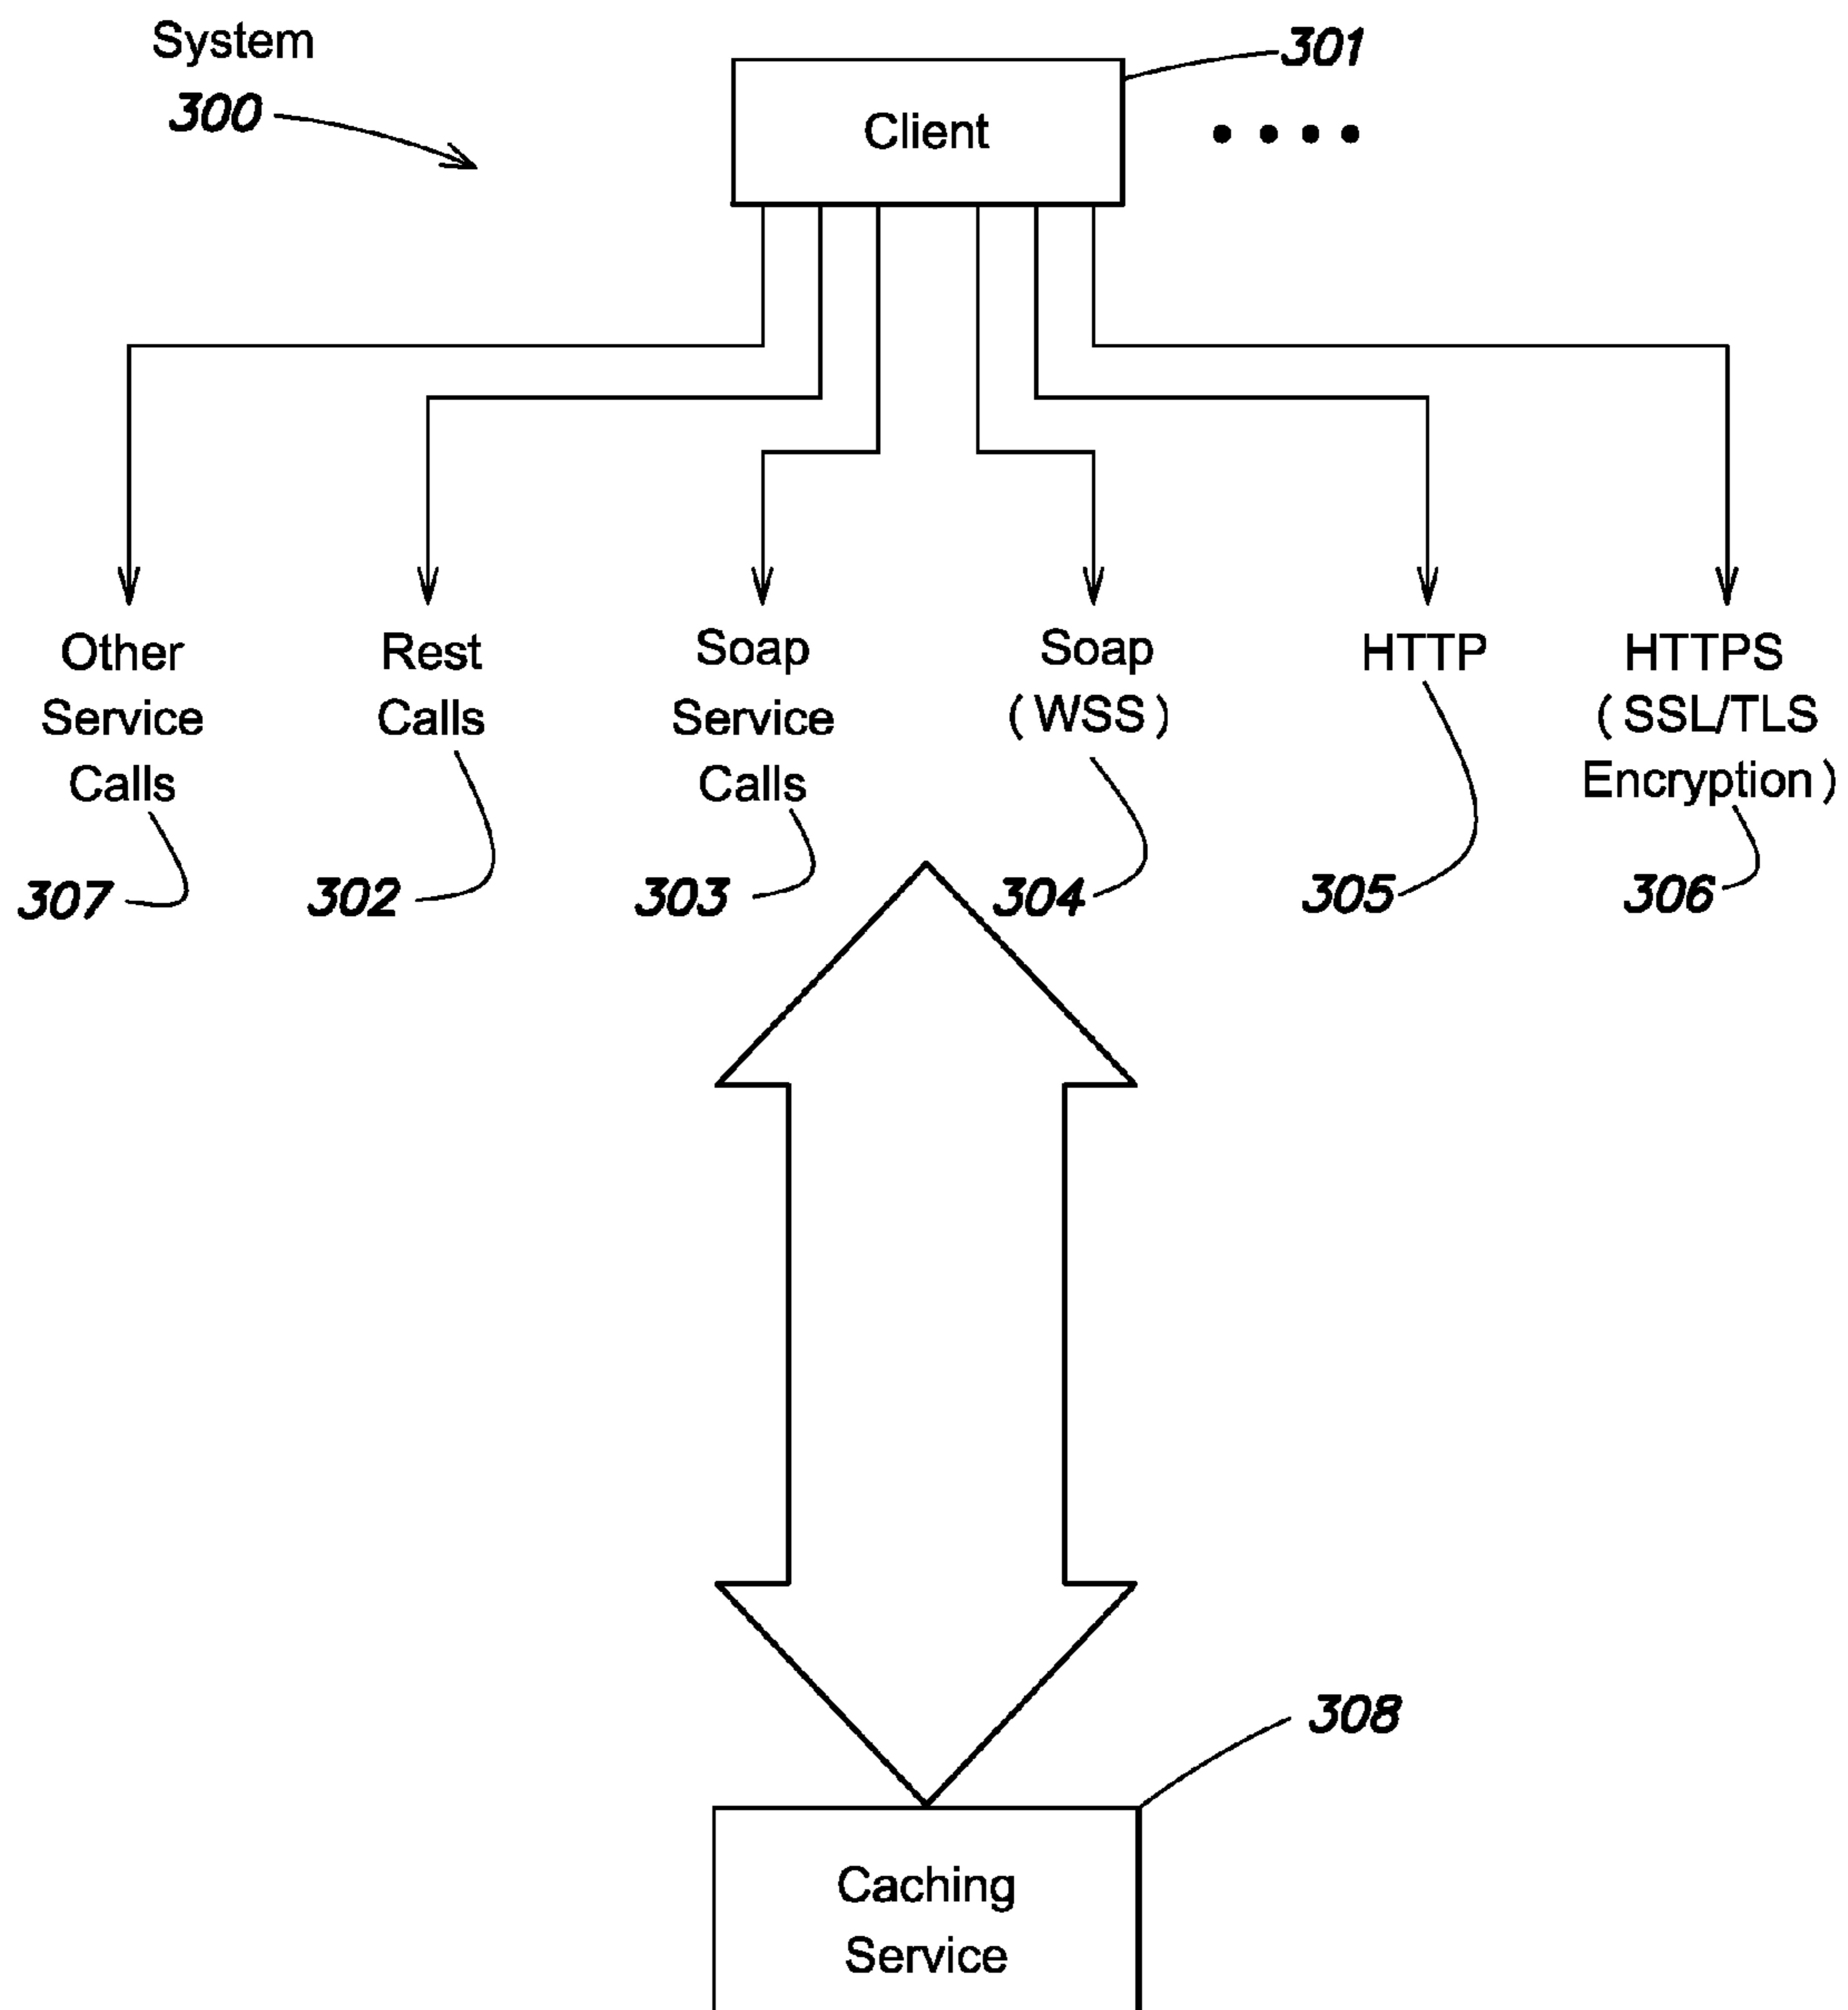 System
300
301
Client
Other
Service
Calls
307
Rest
Calls
302
Soap
Service
Calls
303
Soap
( WSS )
304
HTTP
305
HTTPS
( SSL/TLS
Encryption )
306
308
Caching
Service